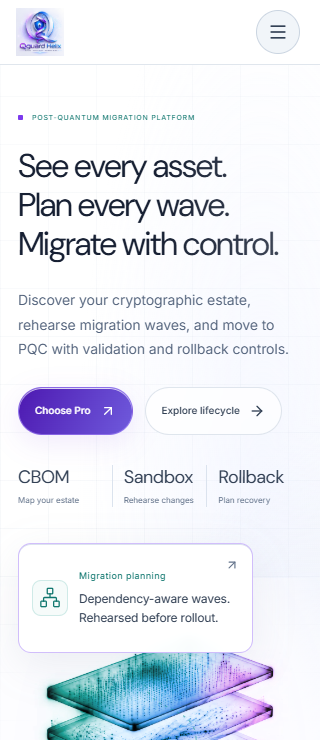 Qguard Helix
POST-QUANTUM MIGRATION PLATFORM
See every asset.
Plan every wave.
Migrate with control.
Discover your cryptographic estate,
rehearse migration waves, and move to
PQC with validation and rollback controls.
Choose Pro
Explore lifecycle
CBOM
Map your estate
Sandbox
Rehearse changes
Rollback
Plan recovery
Migration planning
Dependency-aware waves.
Rehearsed before rollout.